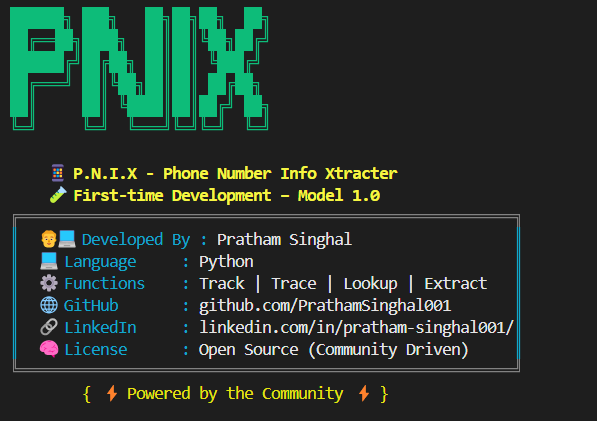 PNIX
P.N.I.X - Phone Number Info Xtracter
First-time Development – Model 1.0
Developed By : Pratham Singhal
Language : Python
Functions : Track | Trace | Lookup | Extract
GitHub : github.com/PrathamSinghal001
LinkedIn : linkedin.com/in/pratham-singhal001/
License : Open Source (Community Driven)
{ ⚡ Powered by the Community ⚡ }